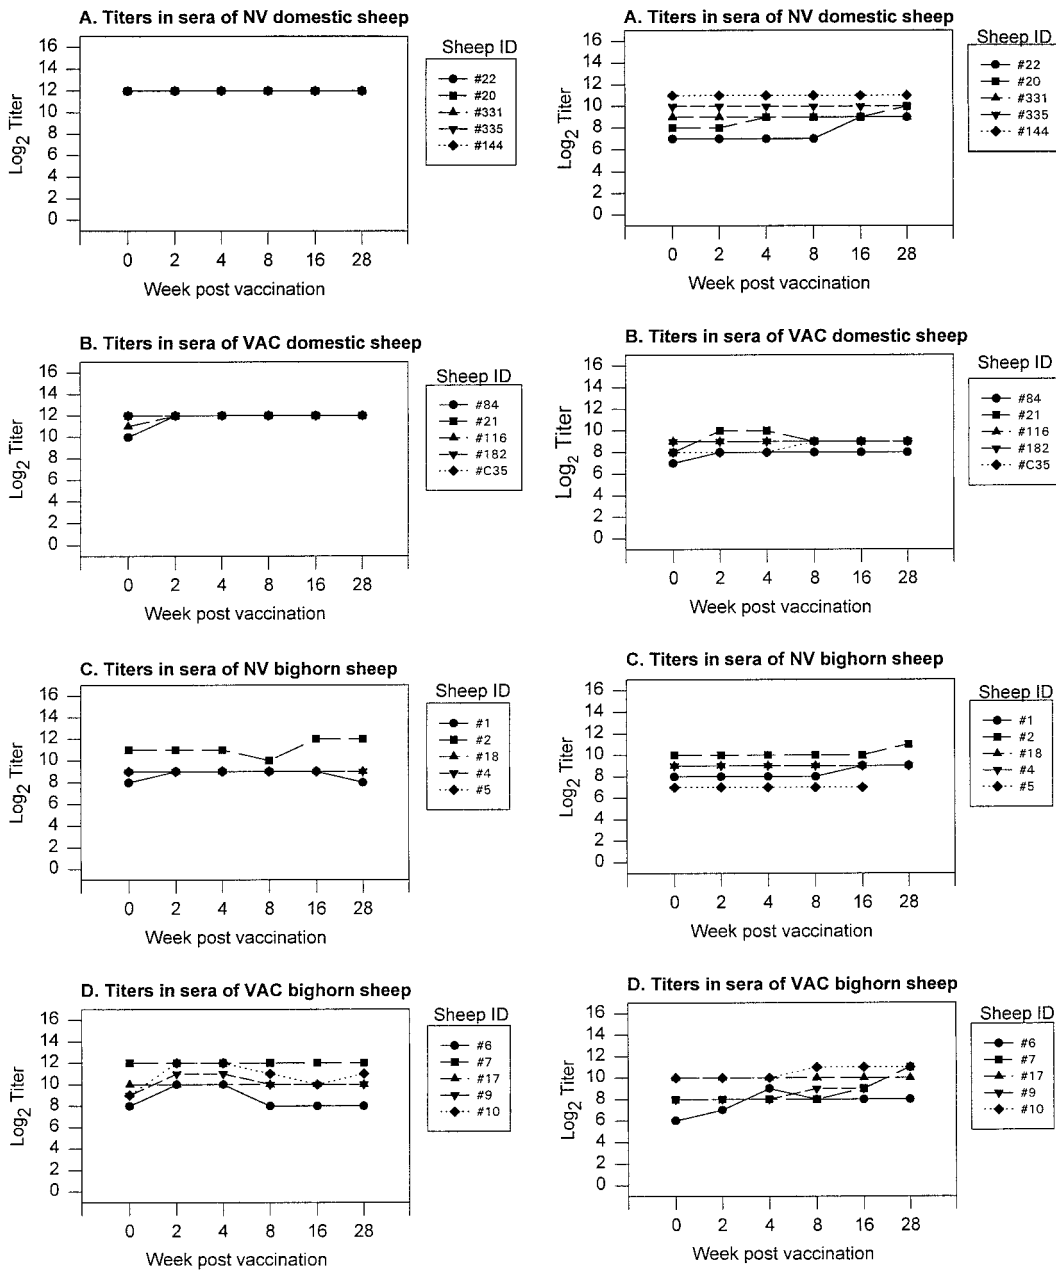 A. Titers in sera of NV domestic sheep
Sheep ID
#22
#20
#331
#335
#144
Log2 Titer
16
14
12
10
8
6
4
2
0
0 2 4 8 16 28
Week post vaccination
B. Titers in sera of VAC domestic sheep
Sheep ID
#84
#21
#116
#182
#C35
Log2 Titer
16
14
12
10
8
6
4
2
0
0 2 4 8 16 28
Week post vaccination
C. Titers in sera of NV bighorn sheep
Sheep ID
#1
#2
#18
#4
#5
Log2 Titer
16
14
12
10
8
6
4
2
0
0 2 4 8 16 28
Week post vaccination
D. Titers in sera of VAC bighorn sheep
Sheep ID
#6
#7
#17
#9
#10
Log2 Titer
16
14
12
10
8
6
4
2
0
0 2 4 8 16 28
Week post vaccination
A. Titers in sera of NV domestic sheep
Sheep ID
#22
#20
#331
#335
#144
Log2 Titer
16
14
12
10
8
6
4
2
0
0 2 4 8 16 28
Week post vaccination
B. Titers in sera of VAC domestic sheep
Sheep ID
#84
#21
#116
#182
#C35
Log2 Titer
16
14
12
10
8
6
4
2
0
0 2 4 8 16 28
Week post vaccination
C. Titers in sera of NV bighorn sheep
Sheep ID
#1
#2
#18
#4
#5
Log2 Titer
16
14
12
10
8
6
4
2
0
0 2 4 8 16 28
Week post vaccination
D. Titers in sera of VAC bighorn sheep
Sheep ID
#6
#7
#17
#9
#10
Log2 Titer
16
14
12
10
8
6
4
2
0
0 2 4 8 16 28
Week post vaccination